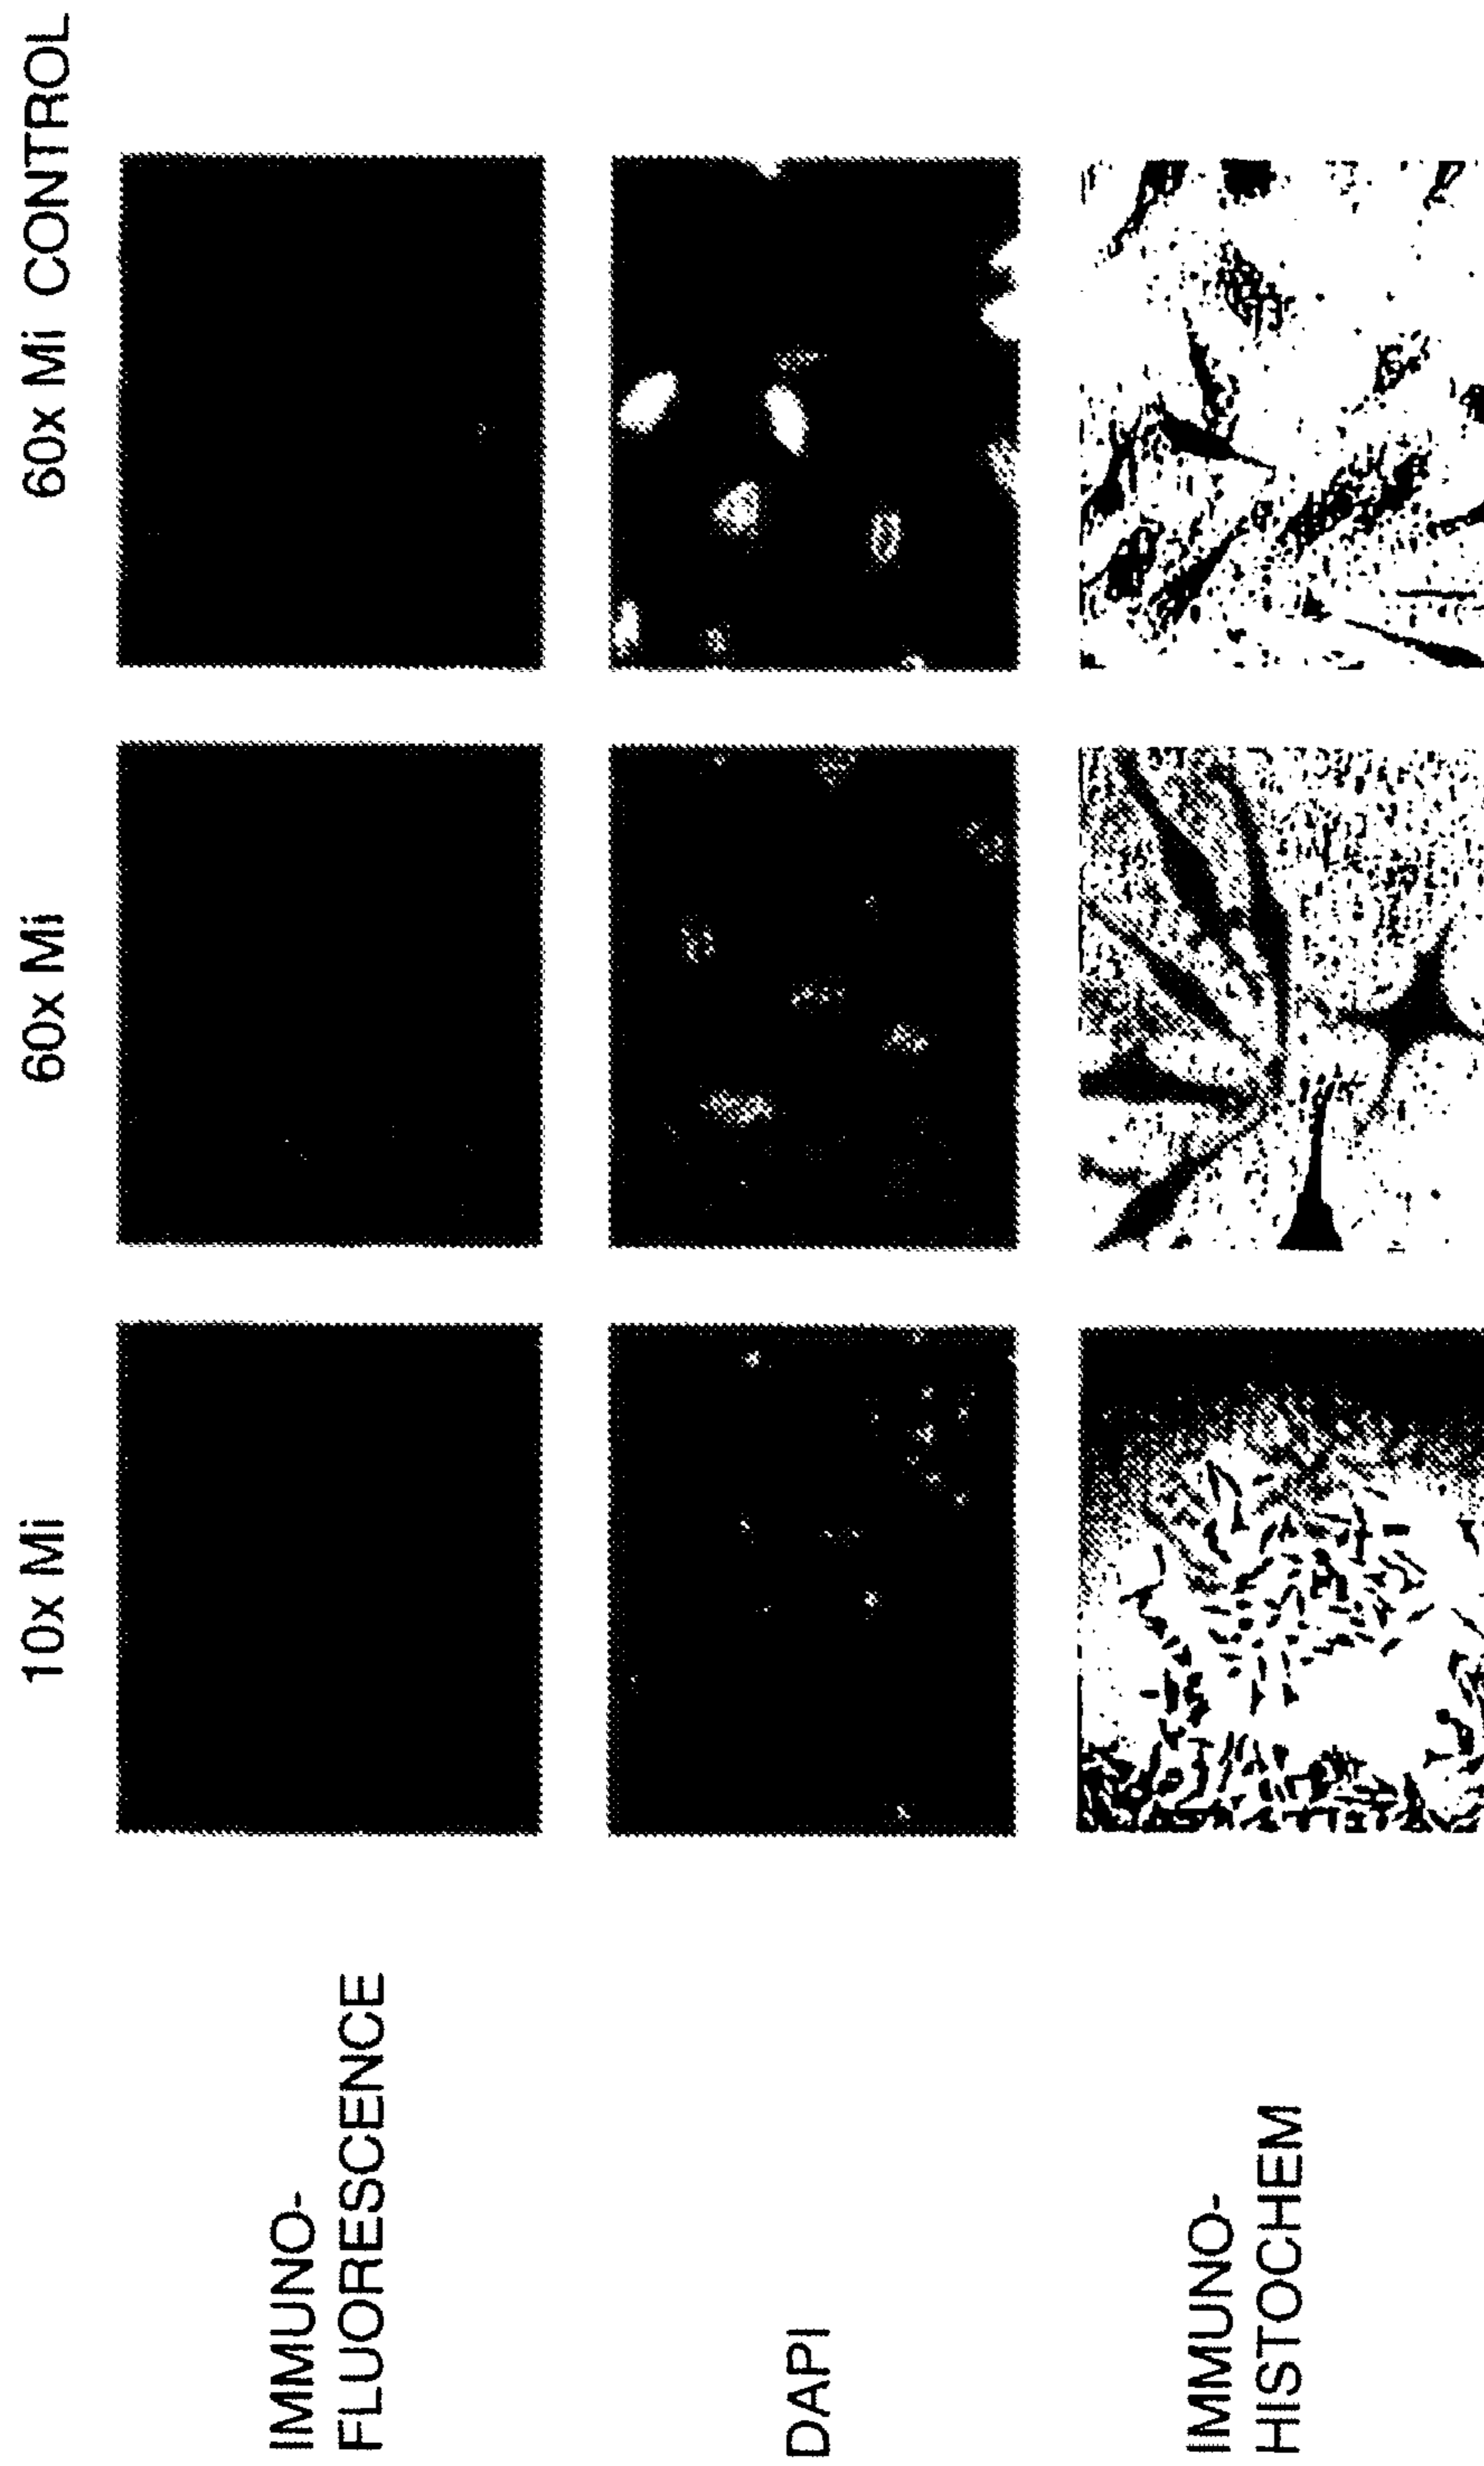 10x Mi
60x Mi
60x Mi CONTROL
IMMUNO-
FLUORESCENCE
DAPI
IMMUNO-
HISTOCHEM